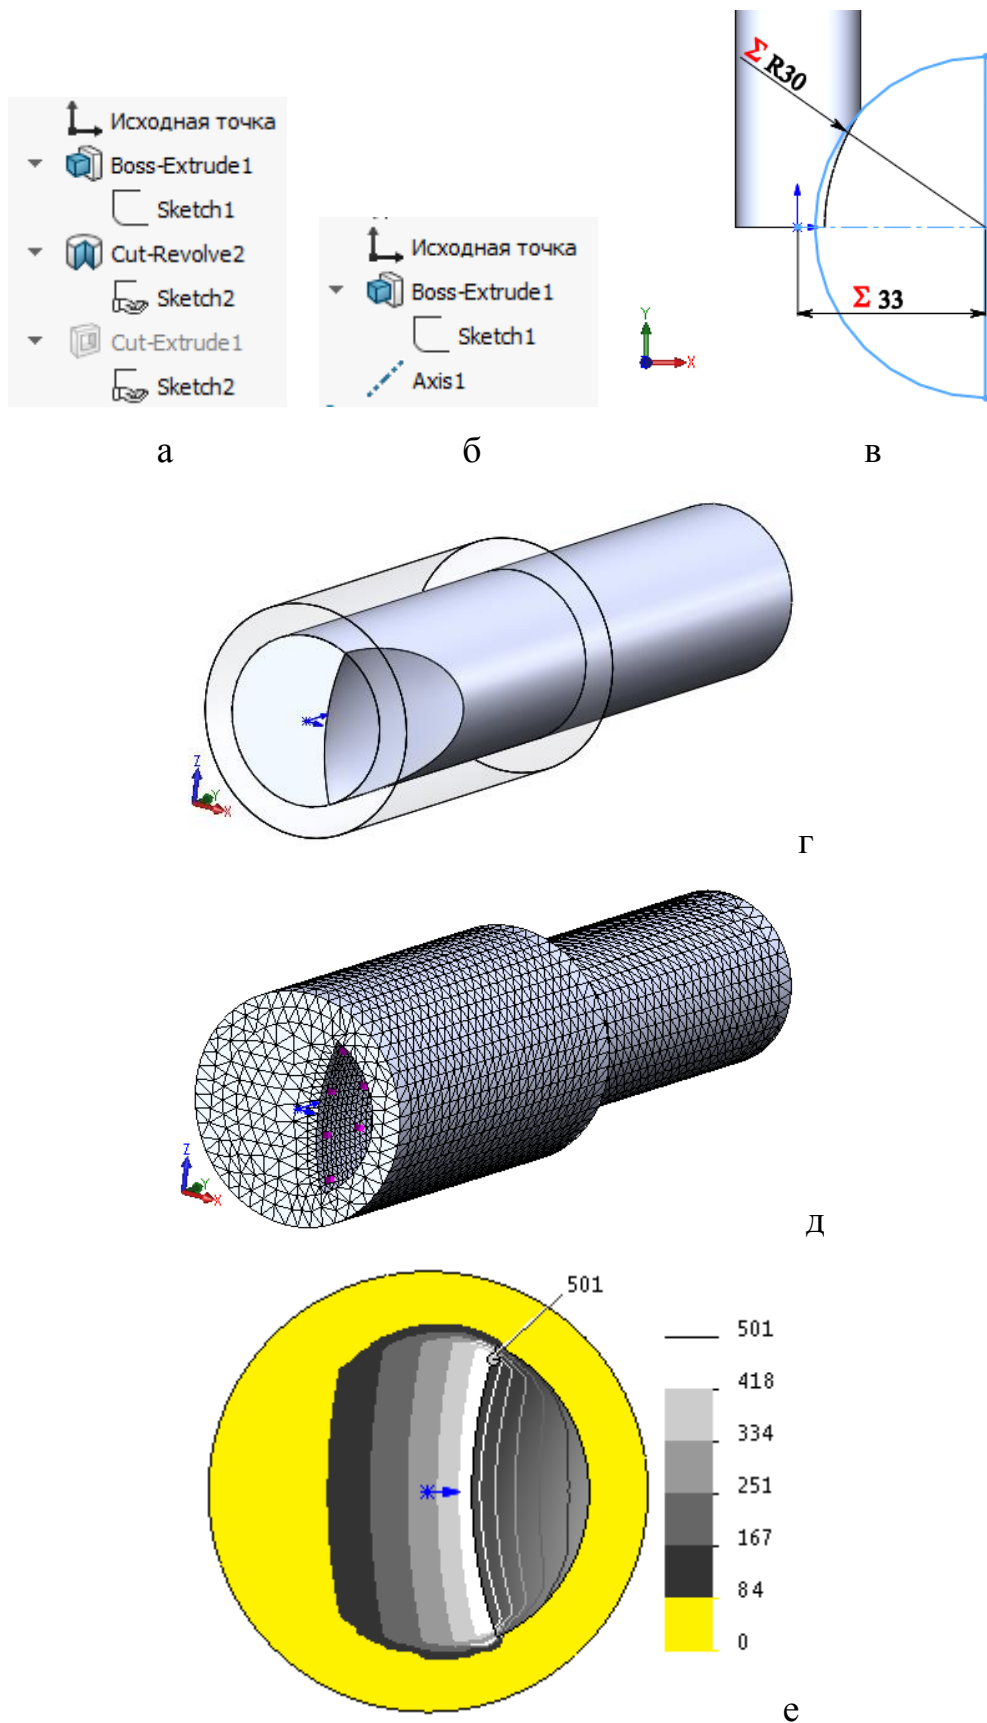 Исходная точка
Boss-Extrude1
Sketch1
Cut-Revolve2
Sketch2
Cut-Extrude1
Sketch2
а
Исходная точка
Boss-Extrude1
Sketch1
Axis1
б
Σ R30
Σ 33
Y
X
в
Z
Y
X
г
Z
Y
X
д
501
501
418
334
251
167
84
0
е